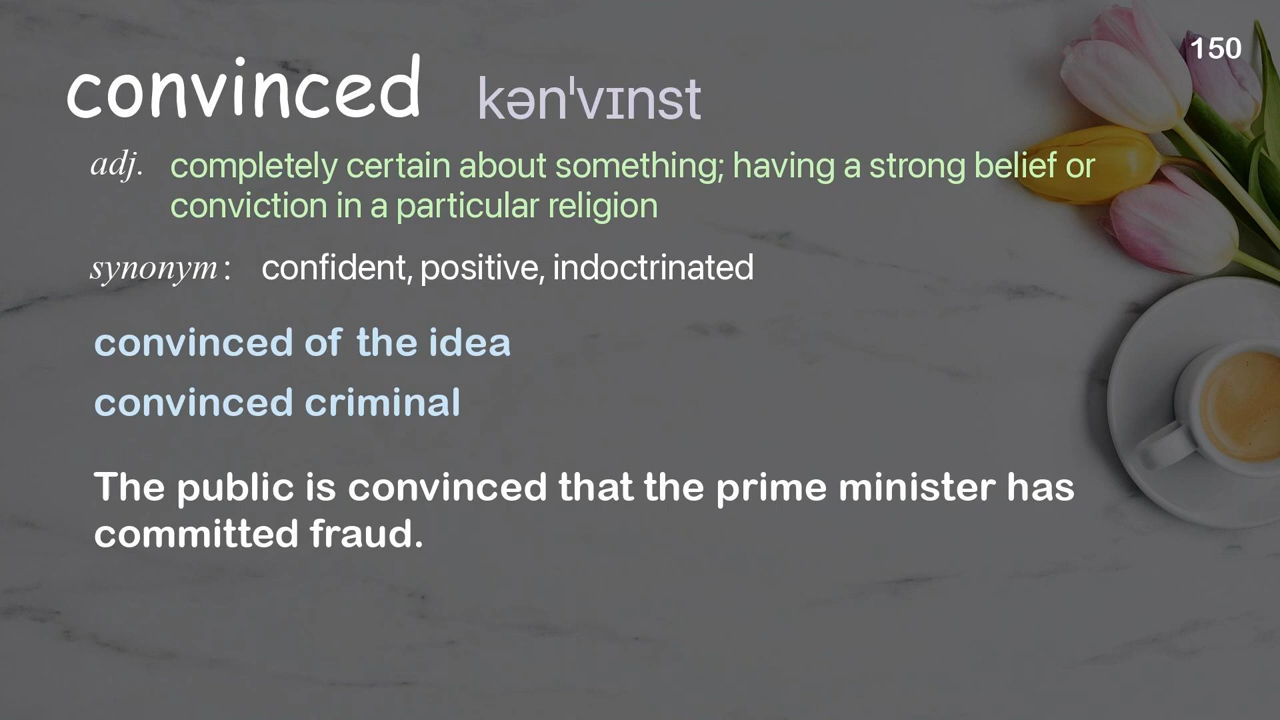 150
convinced kən'vɪnst
adj. completely certain about something; having a strong belief or
conviction in a particular religion
synonym: confident, positive, indoctrinated
convinced of the idea
convinced criminal
The public is convinced that the prime minister has
committed fraud.